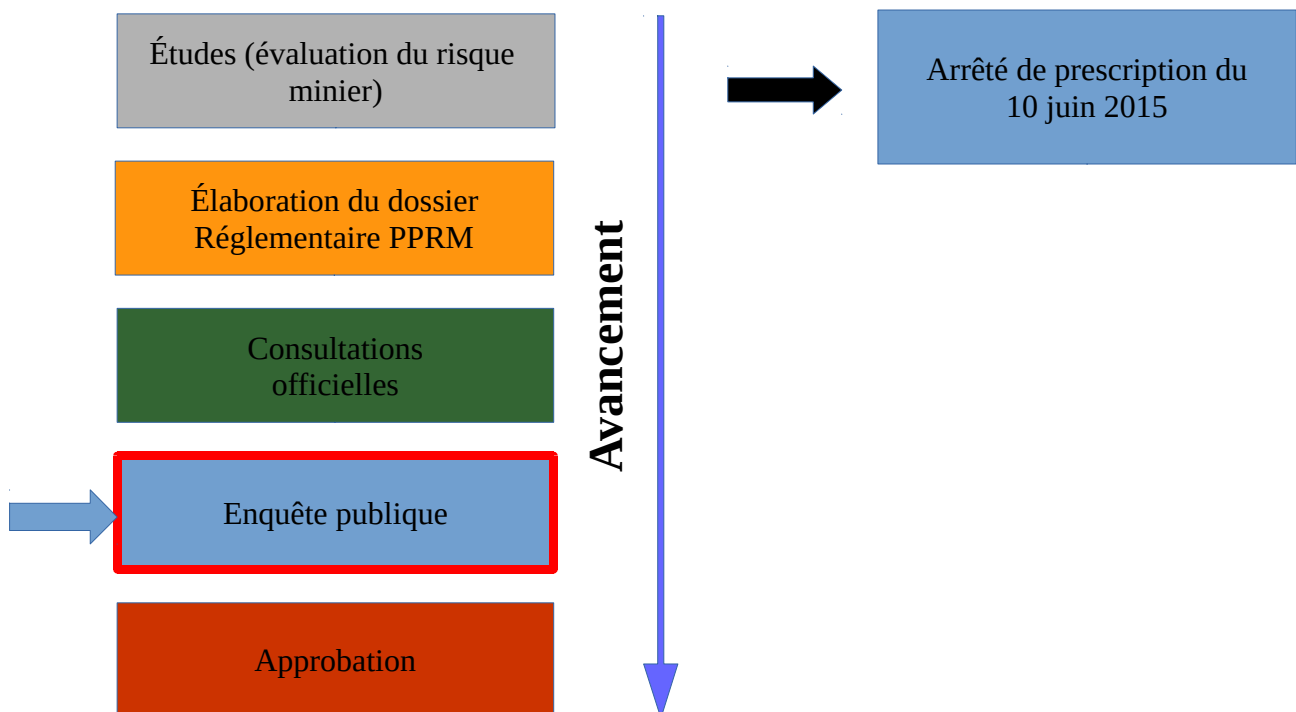 Études (évaluation du risque
minier)
Arrêté de prescription du
10 juin 2015
Élaboration du dossier
Réglementaire PPRM
Avancement
Consultations
officielles
Enquête publique
Approbation